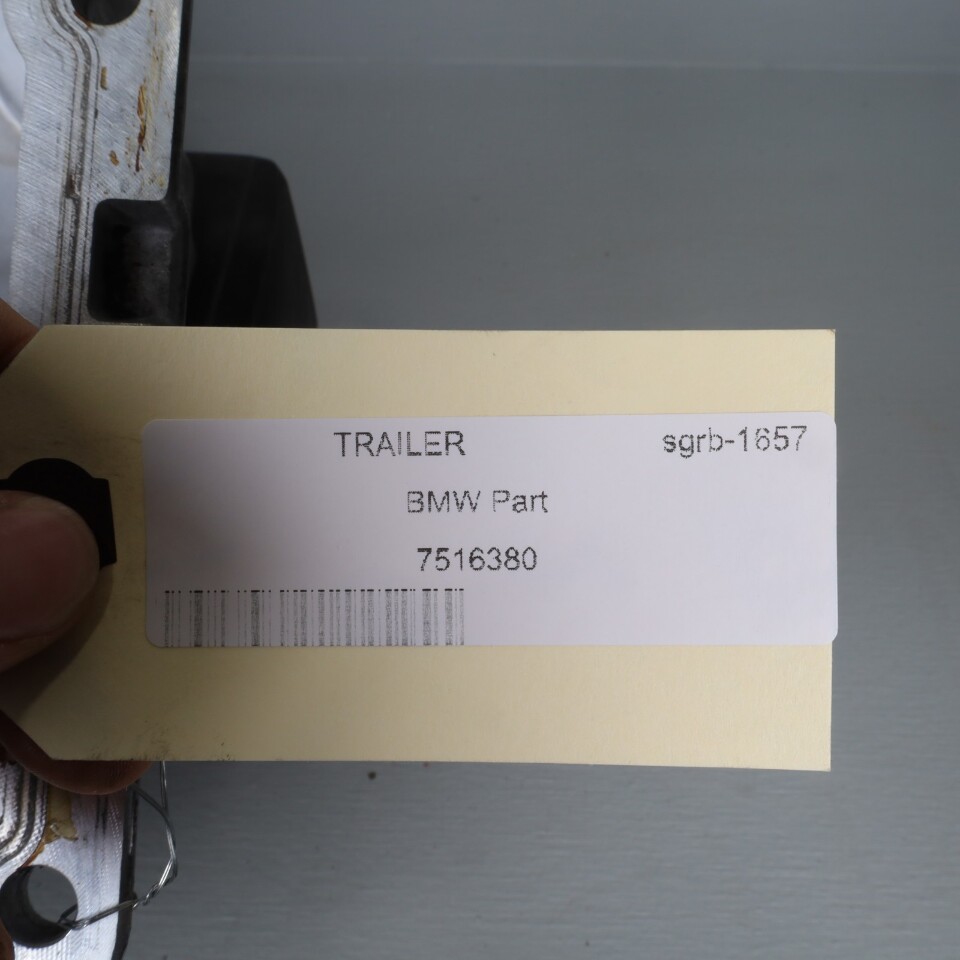 TRAILER sgrb-1657
BMW Part
7516380